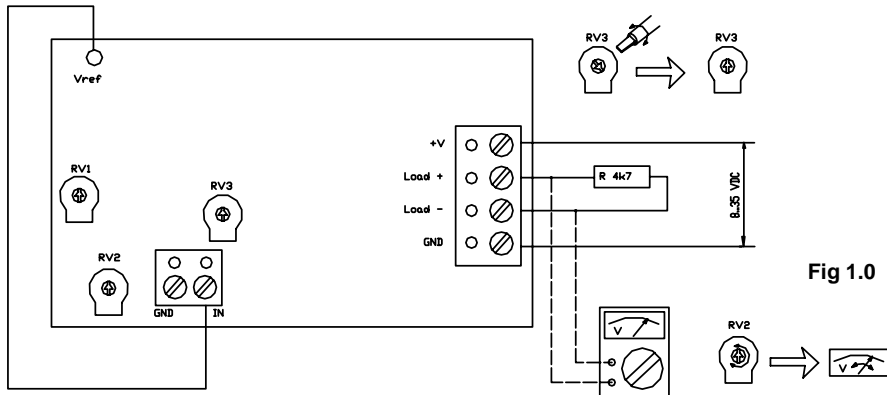 RV3
RV3
Vref
+V
RV1
Load +
R 4k7
8...35 VDC
RV3
Load -
GND
RV2
Fig 1.0
GND
IN
V
RV2
V